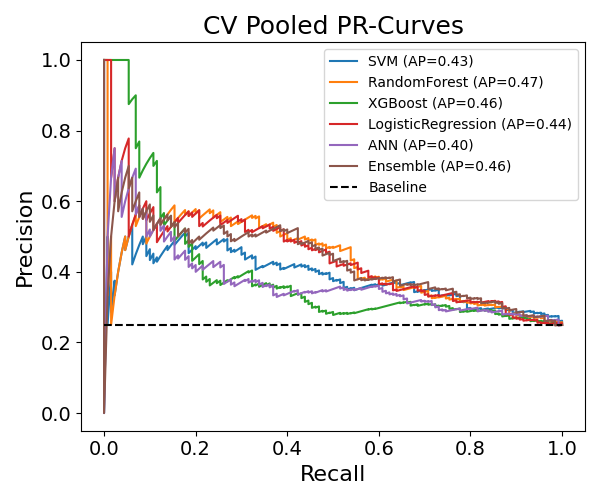 CV Pooled PR-Curves
SVM (AP=0.43)
RandomForest (AP=0.47)
XGBoost (AP=0.46)
LogisticRegression (AP=0.44)
ANN (AP=0.40)
Ensemble (AP=0.46)
Baseline
Precision
1.0
0.8
0.6
0.4
0.2
0.0
0.0 0.2 0.4 0.6 0.8 1.0
Recall